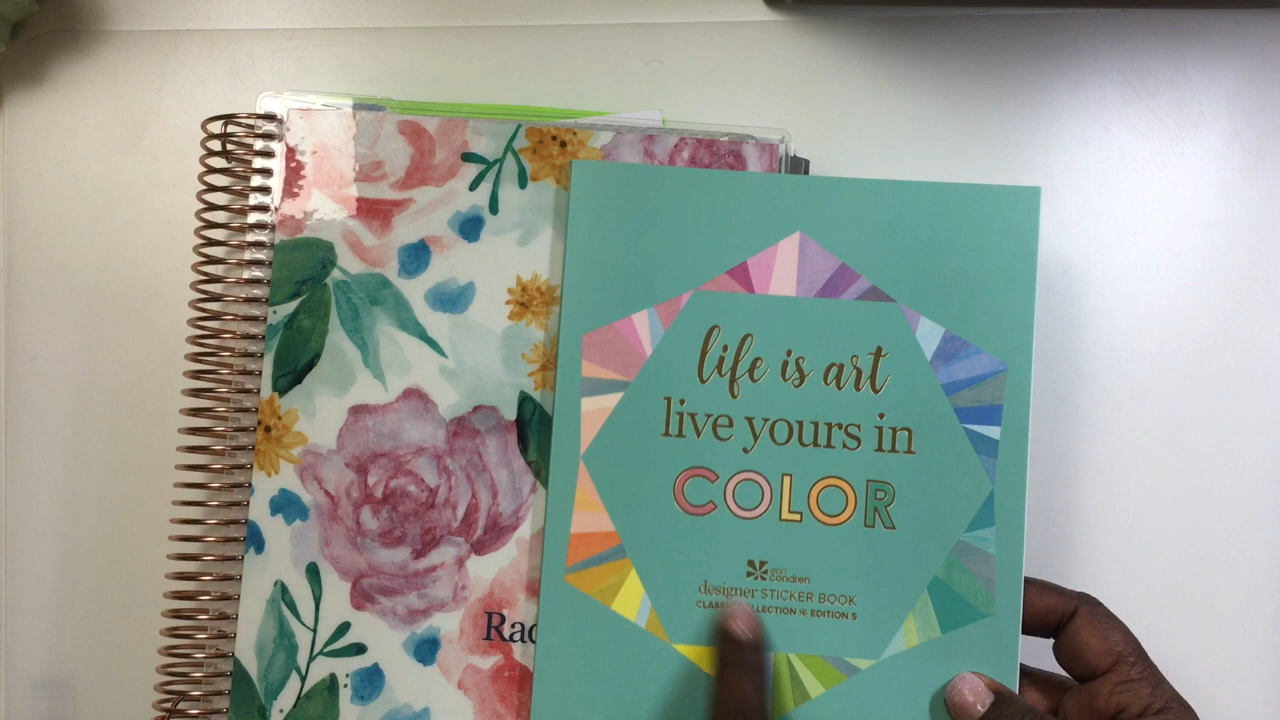 life is art
live yours in
COLOR
erin
condren
designer STICKER BOOK
EDITION 5